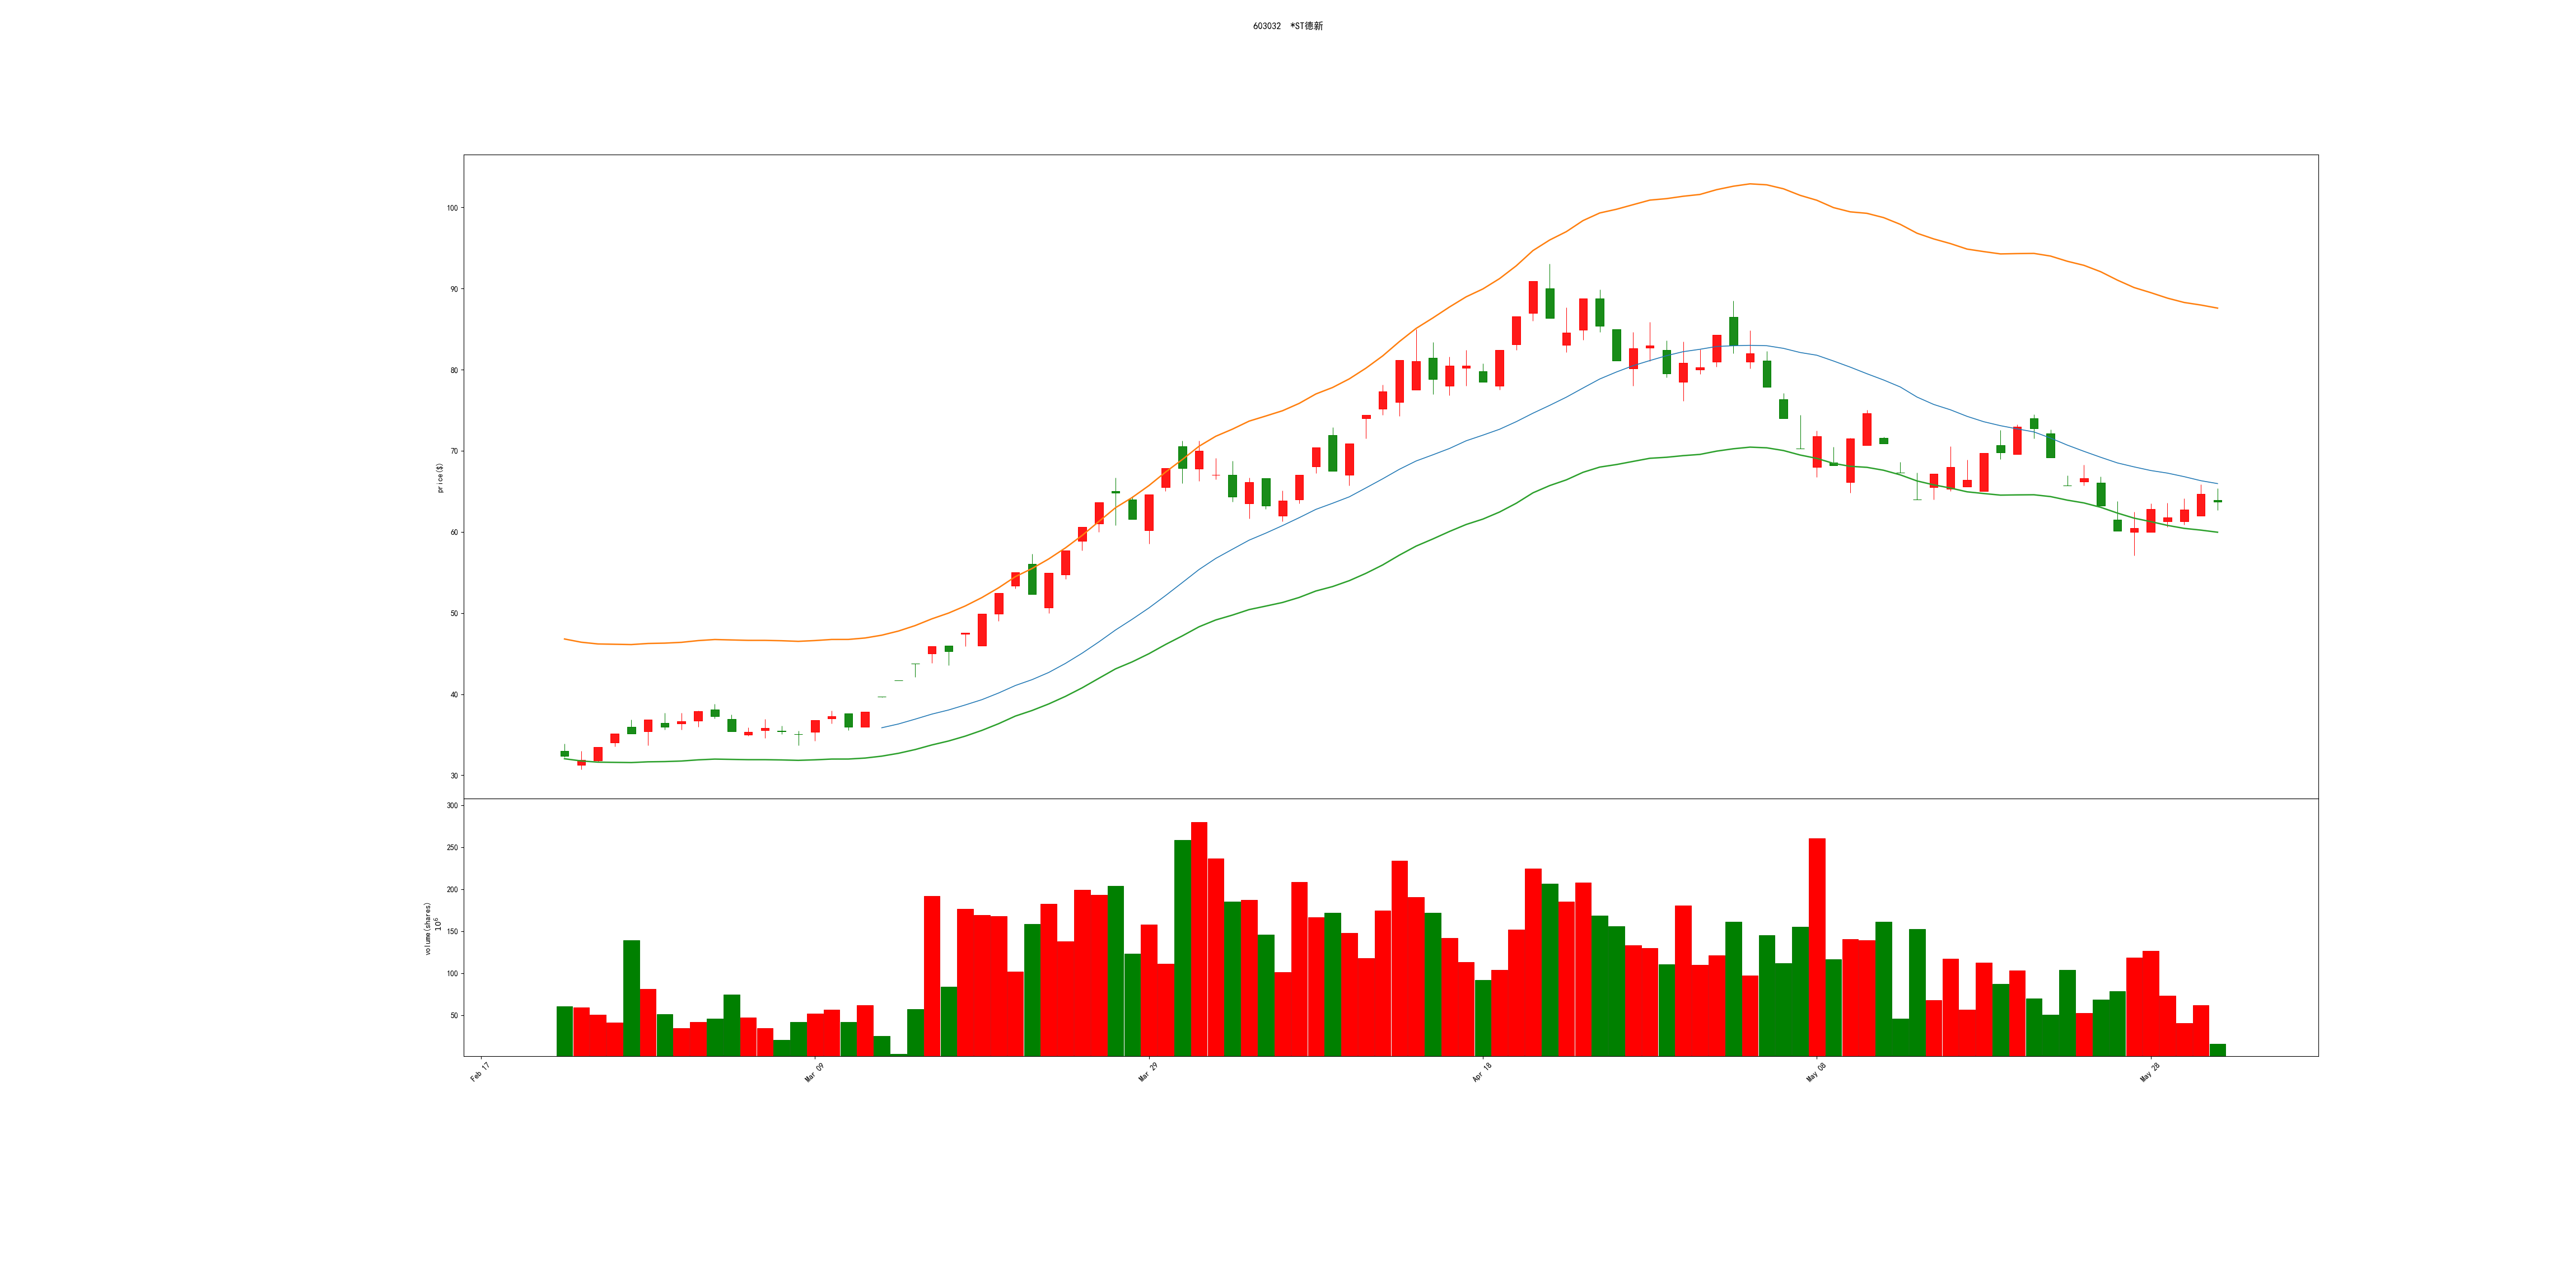 603032 *ST德新
price($)
100
90
80
70
60
50
40
30
volume(shares)
10^6
300
250
200
150
100
50
Feb 17
Mar 09
Mar 29
Apr 18
May 08
May 28